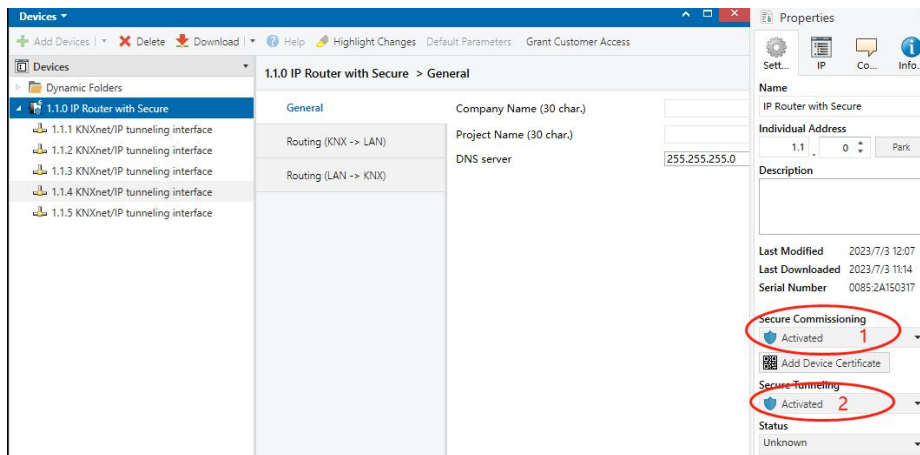 Devices
Add Devices
Delete
Download
Help
Highlight Changes
Default Parameters
Grant Customer Access
Devices
Dynamic Folders
1.1.0 IP Router with Secure
1.1.1 KNXnet/IP tunneling interface
1.1.2 KNXnet/IP tunneling interface
1.1.3 KNXnet/IP tunneling interface
1.1.4 KNXnet/IP tunneling interface
1.1.5 KNXnet/IP tunneling interface
1.1.0 IP Router with Secure > General
General
Routing (KNX -> LAN)
Routing (LAN -> KNX)
Company Name (30 char.)
Project Name (30 char.)
DNS server 255.255.255.0
Properties
Sett... IP Co... Info.
Name
IP Router with Secure
Individual Address
1.1 . 0 Park
Description
Last Modified 2023/7/3 12:07
Last Downloaded 2023/7/3 11:14
Serial Number 0085:2A150317
Secure Commissioning
Activated 1
Add Device Certificate
Secure Tunneling
Activated 2
Status
Unknown